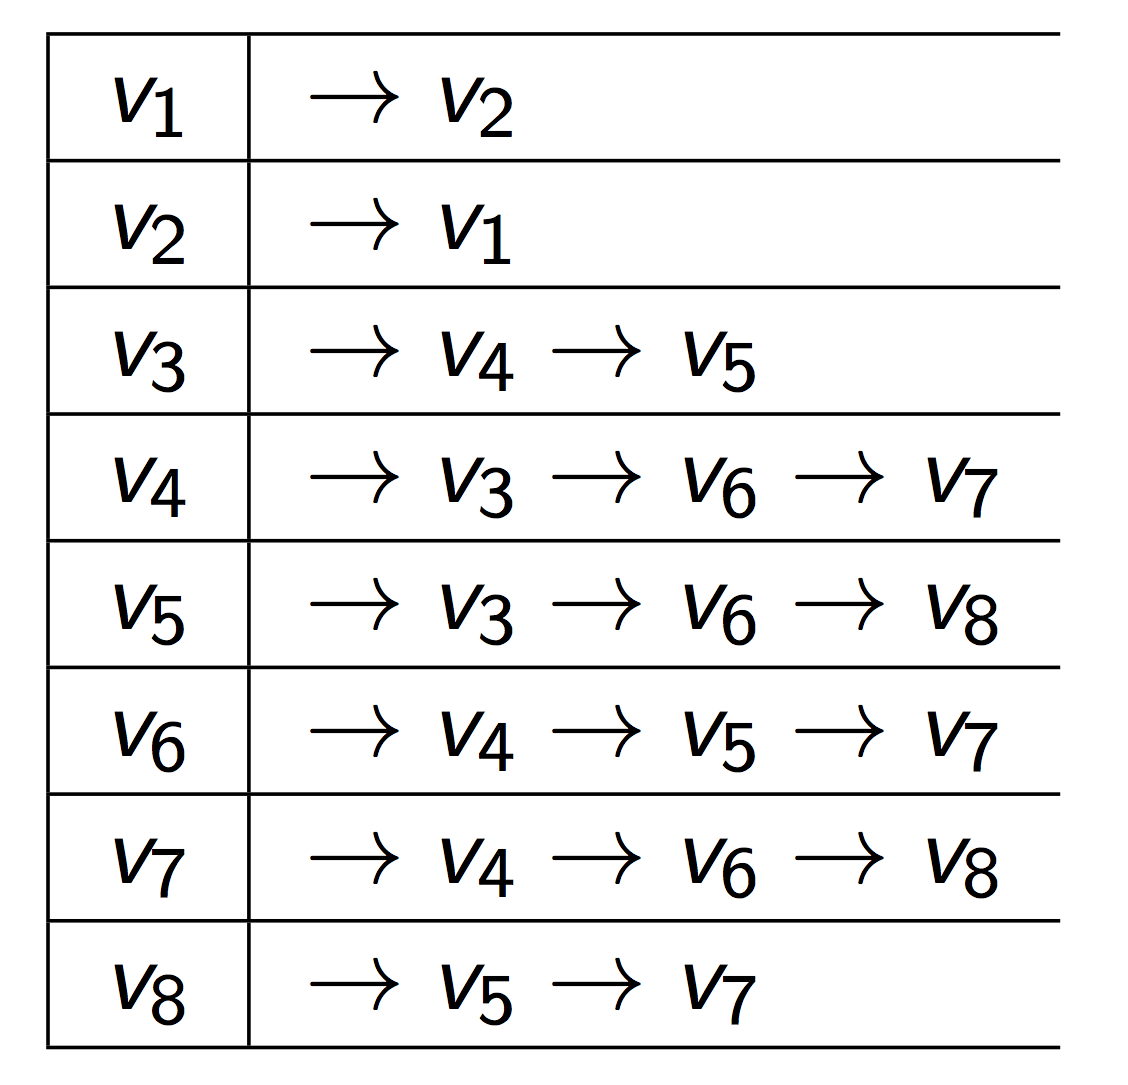 v₁ → v₂
v₂ → v₁
v₃ → v₄ → v₅
v₄ → v₃ → v₆ → v₇
v₅ → v₃ → v₆ → v₈
v₆ → v₄ → v₅ → v₇
v₇ → v₄ → v₆ → v₈
v₈ → v₅ → v₇